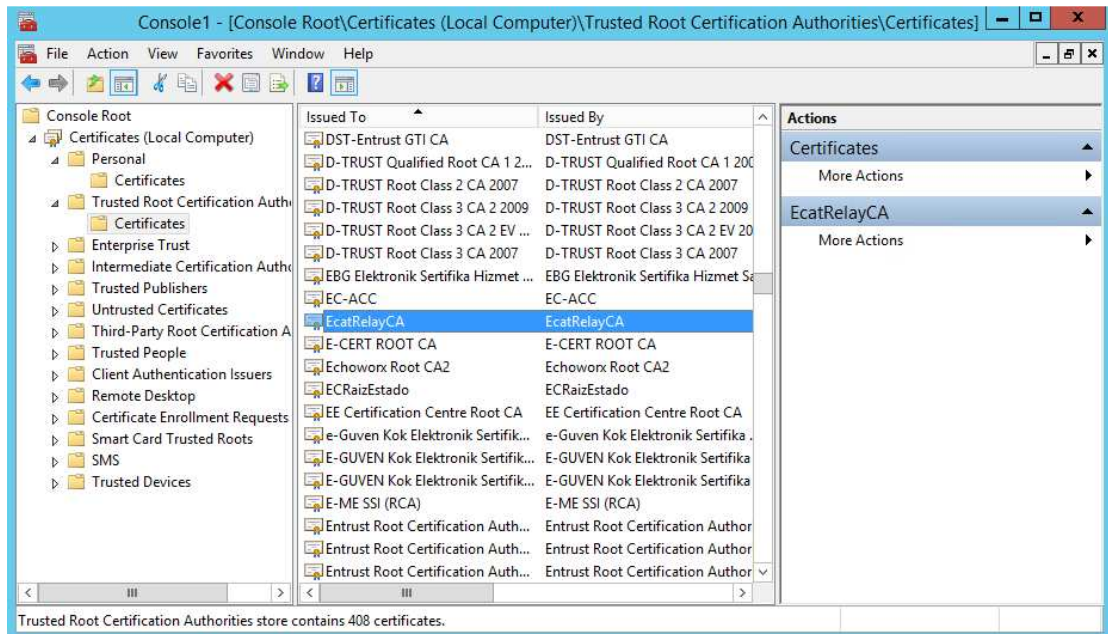 Console1 - [Console Root\Certificates (Local Computer)\Trusted Root Certification Authorities\Certificates]
File Action View Favorites Window Help
Console Root
Certificates (Local Computer)
Personal
Certificates
Trusted Root Certification Autho
Certificates
Enterprise Trust
Intermediate Certification Autho
Trusted Publishers
Untrusted Certificates
Third-Party Root Certification A
Trusted People
Client Authentication Issuers
Remote Desktop
Certificate Enrollment Requests
Smart Card Trusted Roots
SMS
Trusted Devices
Issued To Issued By
DST-Entrust GTI CA DST-Entrust GTI CA
D-TRUST Qualified Root CA 1 2... D-TRUST Qualified Root CA 1 200
D-TRUST Root Class 2 CA 2007 D-TRUST Root Class 2 CA 2007
D-TRUST Root Class 3 CA 2 2009 D-TRUST Root Class 3 CA 2 2009
D-TRUST Root Class 3 CA 2 EV ... D-TRUST Root Class 3 CA 2 EV 20
D-TRUST Root Class 3 CA 2007 D-TRUST Root Class 3 CA 2007
EBG Elektronik Sertifika Hizmet ... EBG Elektronik Sertifika Hizmet Sa
EC-ACC EC-ACC
EcatRelayCA EcatRelayCA
E-CERT ROOT CA E-CERT ROOT CA
Echoworx Root CA2 Echoworx Root CA2
ECRaizEstado ECRaizEstado
EE Certification Centre Root CA EE Certification Centre Root CA
e-Guven Kok Elektronik Sertifik... e-Guven Kok Elektronik Sertifika .
E-GUVEN Kok Elektronik Sertifik... E-GUVEN Kok Elektronik Sertifika
E-GUVEN Kok Elektronik Sertifik... E-GUVEN Kok Elektronik Sertifika
E-ME SSI (RCA) E-ME SSI (RCA)
Entrust Root Certification Auth... Entrust Root Certification Author
Entrust Root Certification Auth... Entrust Root Certification Author
Entrust Root Certification Auth... Entrust Root Certification Author
Actions
Certificates
More Actions
EcatRelayCA
More Actions
Trusted Root Certification Authorities store contains 408 certificates.